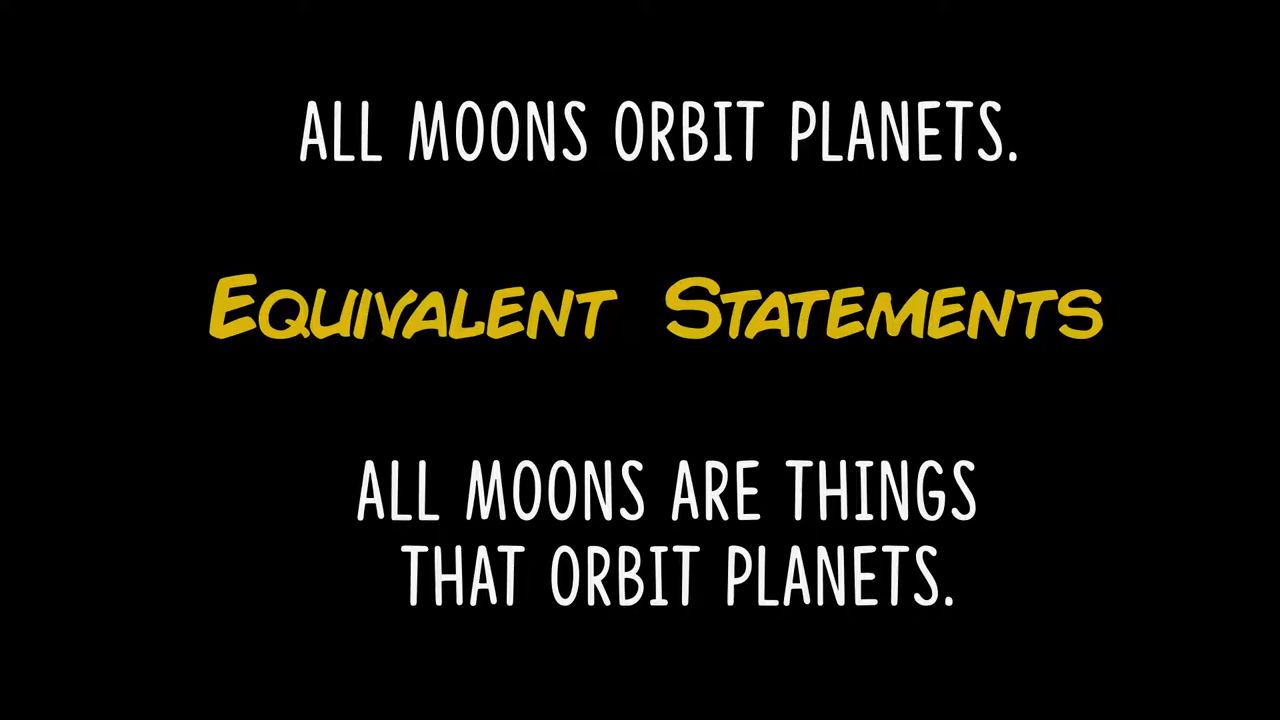 ALL MOONS ORBIT PLANETS.
EQUIVALENT STATEMENTS
ALL MOONS ARE THINGS
THAT ORBIT PLANETS.